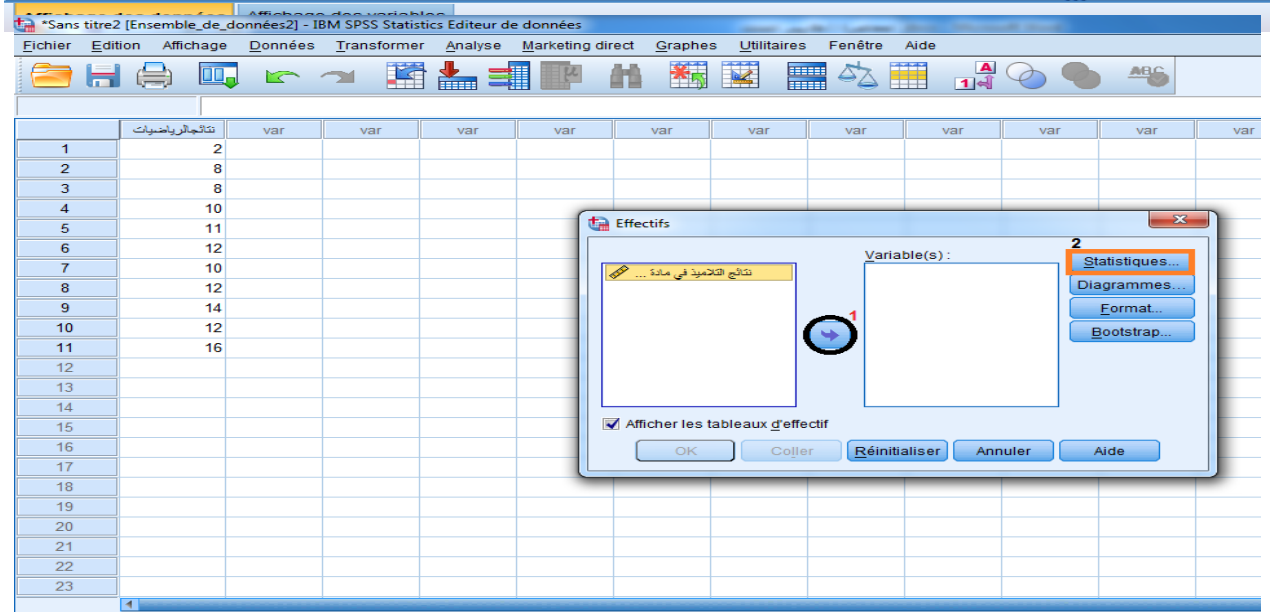 *Sans titre2 [Ensemble_de_données2] - IBM SPSS Statistics Editeur de données
Fichier Edition Affichage Données Transformer Analyse Marketing direct Graphes Utilitaires Fenêtre Aide
نتائجالرياضيات var var var var var var var var var var var
1 2
2 8
3 8
4 10
5 11
6 12
7 10
8 12
9 14
10 12
11 16
12
13
14
15
16
17
18
19
20
21
22
23
Effectifs
نتائج التلاميذ في مادة ...
1
Variable(s) :
2
Statistiques...
Diagrammes...
Format...
Bootstrap...
Afficher les tableaux d'effectif
OK Coller Réinitialiser Annuler Aide